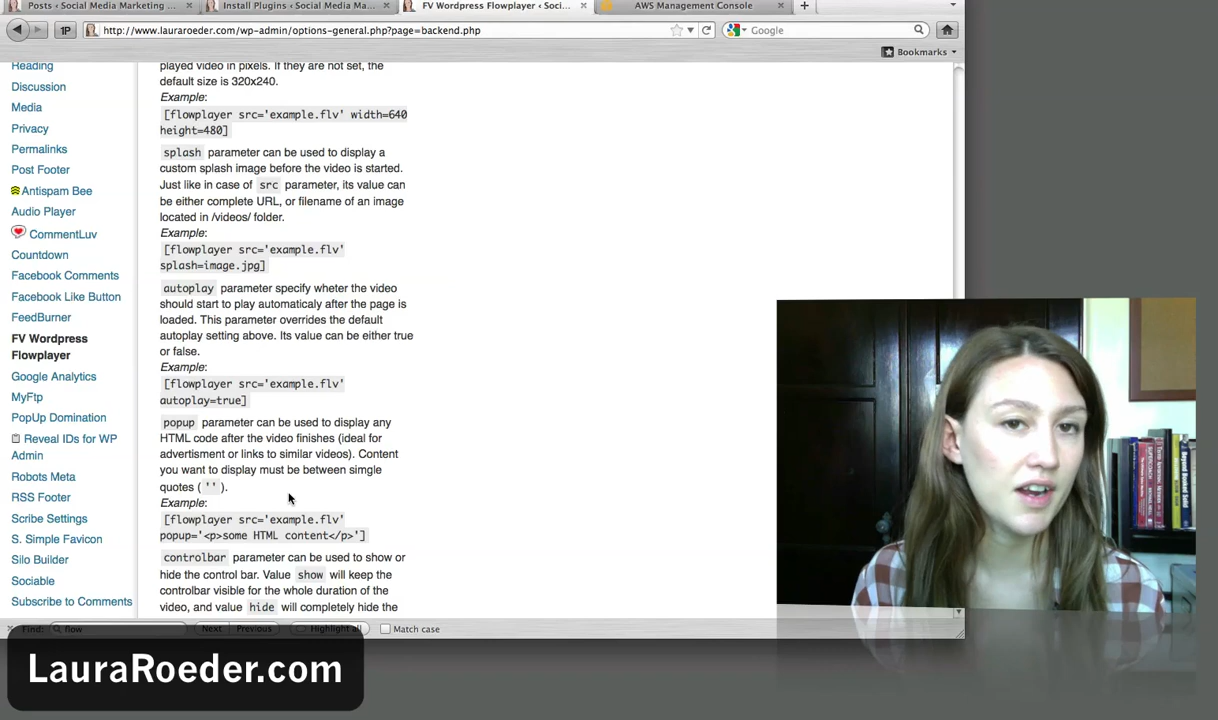 Posts ‹ Social Media Marketing ...
Install Plugins ‹ Social Media Ma...
FV Wordpress Flowplayer ‹ Soci...
AWS Management Console
1P
http://www.lauraroeder.com/wp-admin/options-general.php?page=backend.php
Google
Bookmarks
Reading
Discussion
Media
Privacy
Permalinks
Post Footer
Antispam Bee
Audio Player
CommentLuv
Countdown
Facebook Comments
Facebook Like Button
FeedBurner
FV Wordpress
Flowplayer
Google Analytics
MyFtp
PopUp Domination
Reveal IDs for WP
Admin
Robots Meta
RSS Footer
Scribe Settings
S. Simple Favicon
Silo Builder
Sociable
Subscribe to Comments
played video in pixels. If they are not set, the
default size is 320x240.
Example:
[flowplayer src='example.flv' width=640
height=480]
splash parameter can be used to display a
custom splash image before the video is started.
Just like in case of src parameter, its value can
be either complete URL, or filename of an image
located in /videos/ folder.
Example:
[flowplayer src='example.flv'
splash=image.jpg]
autoplay parameter specify wheter the video
should start to play automaticaly after the page is
loaded. This parameter overrides the default
autoplay setting above. Its value can be either true
or false.
Example:
[flowplayer src='example.flv'
autoplay=true]
popup parameter can be used to display any
HTML code after the video finishes (ideal for
advertisment or links to similar videos). Content
you want to display must be between simgle
quotes ( '' ).
Example:
[flowplayer src='example.flv'
popup='<p>some HTML content</p>']
controlbar parameter can be used to show or
hide the control bar. Value show will keep the
controlbar visible for the whole duration of the
video, and value hide will completely hide the
Find: flow Next Previous Highlight all Match case
LauraRoeder.com
Beyond Booked Solid